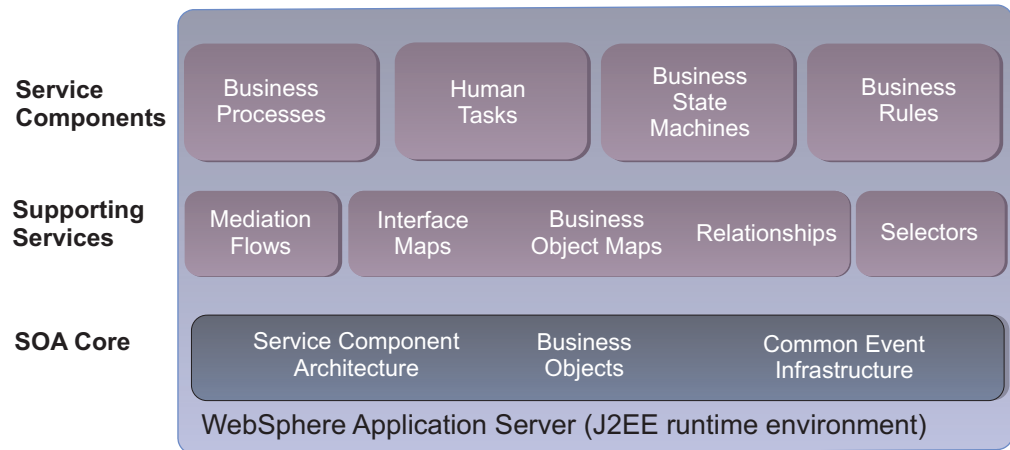 Service
Components
Business
Processes
Human
Tasks
Business
State
Machines
Business
Rules
Supporting
Services
Mediation
Flows
Interface
Maps
Business
Object Maps
Relationships
Selectors
SOA Core
Service Component
Architecture
Business
Objects
Common Event
Infrastructure
WebSphere Application Server (J2EE runtime environment)